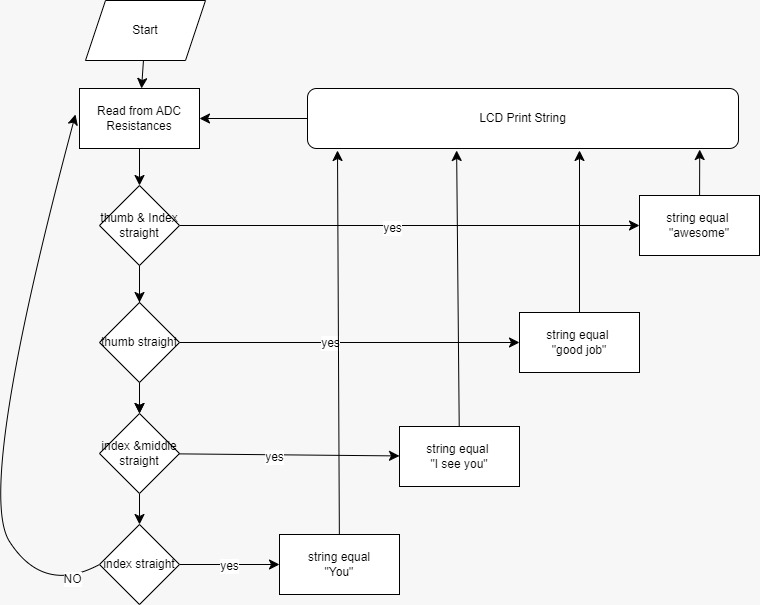 Start
Read from ADC
Resistances
LCD Print String
thumb & Index
straight
yes
string equal
"awesome"
thumb straight
yes
string equal
"good job"
index &middle
straight
yes
string equal
"I see you"
index straight
yes
string equal
"You"
NO